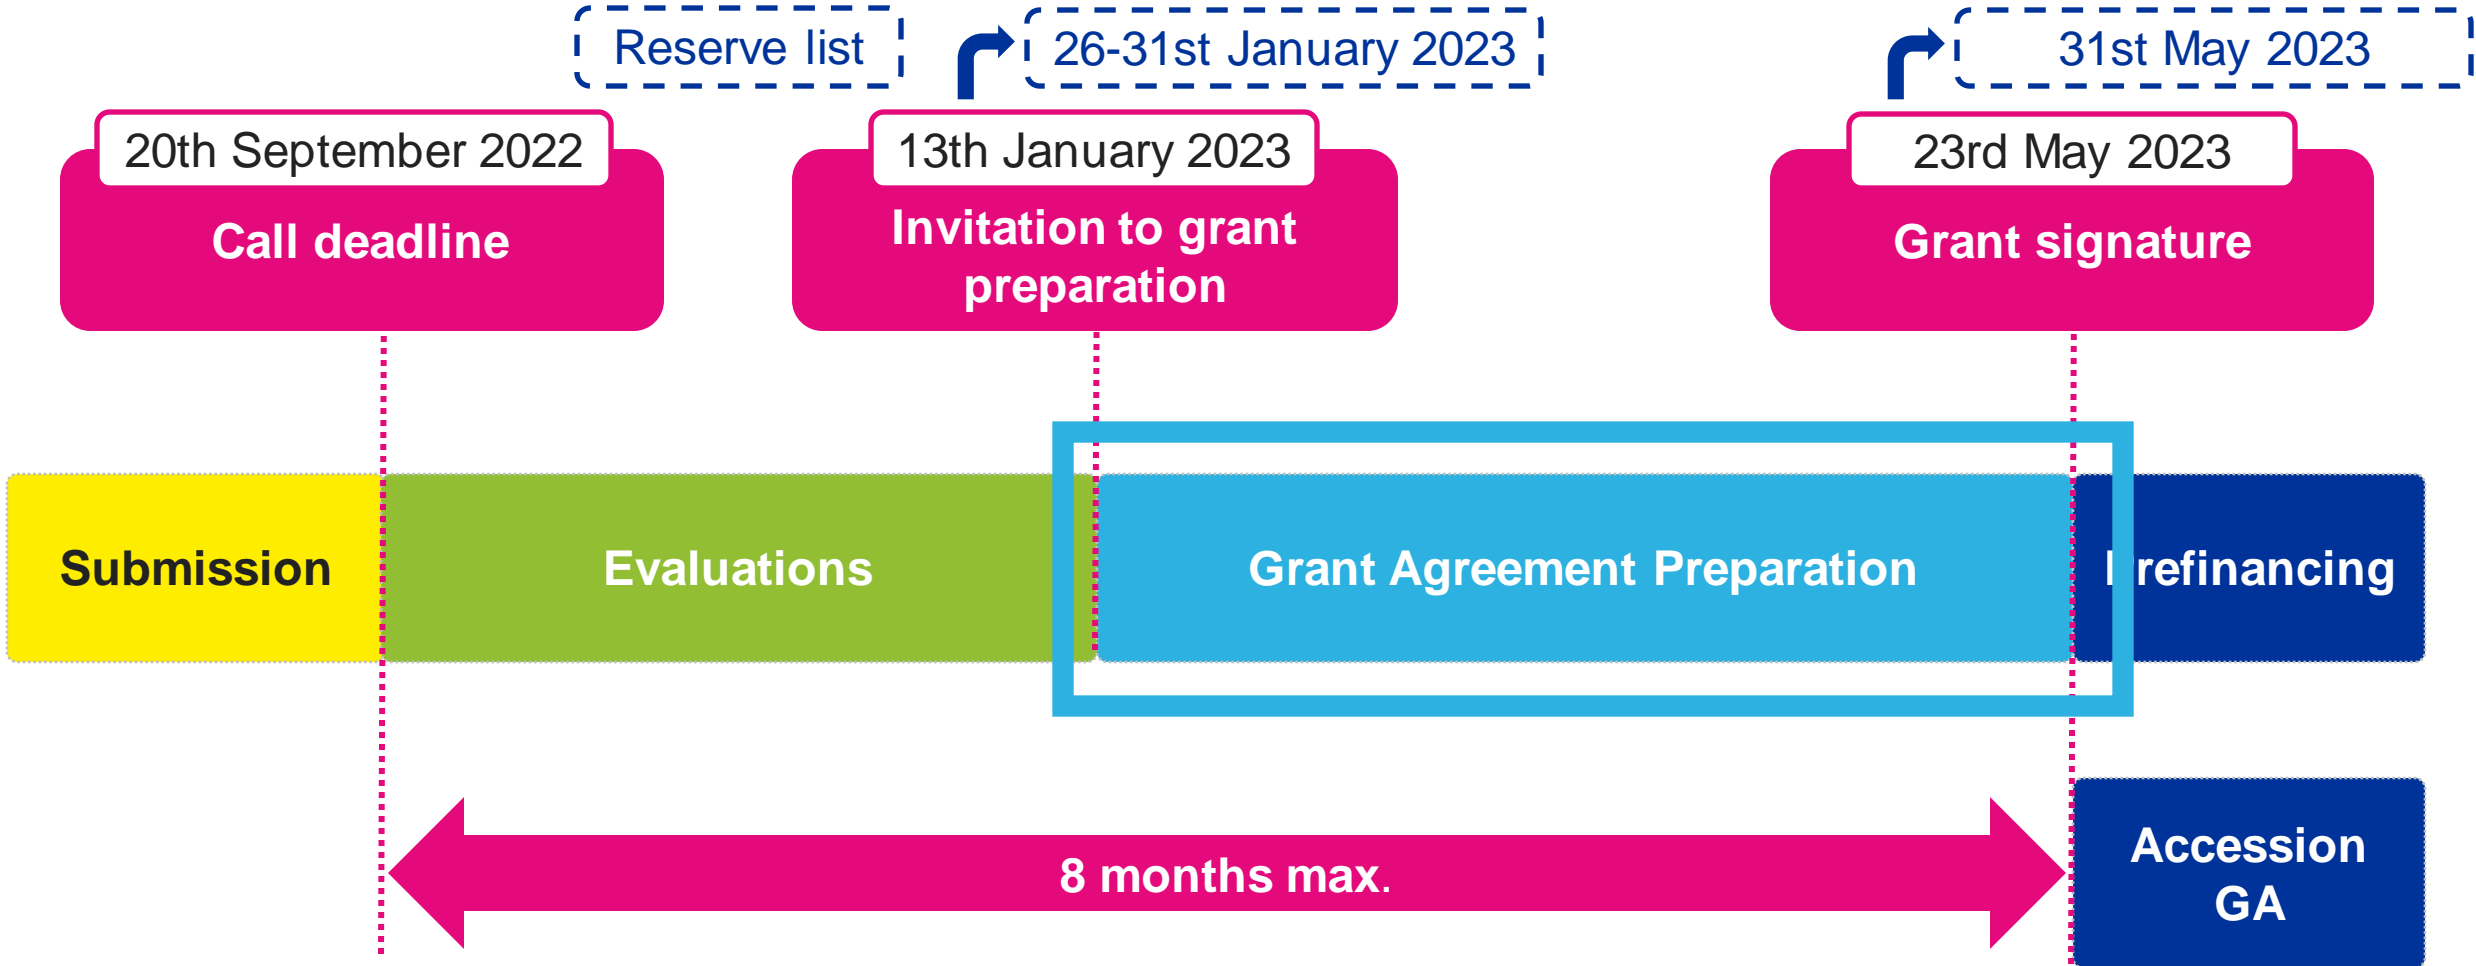 Reserve list
26-31st January 2023
31st May 2023
20th September 2022
13th January 2023
23rd May 2023
Call deadline
Invitation to grant
preparation
Grant signature
Submission
Evaluations
Grant Agreement Preparation
Prefinancing
8 months max.
Accession
GA